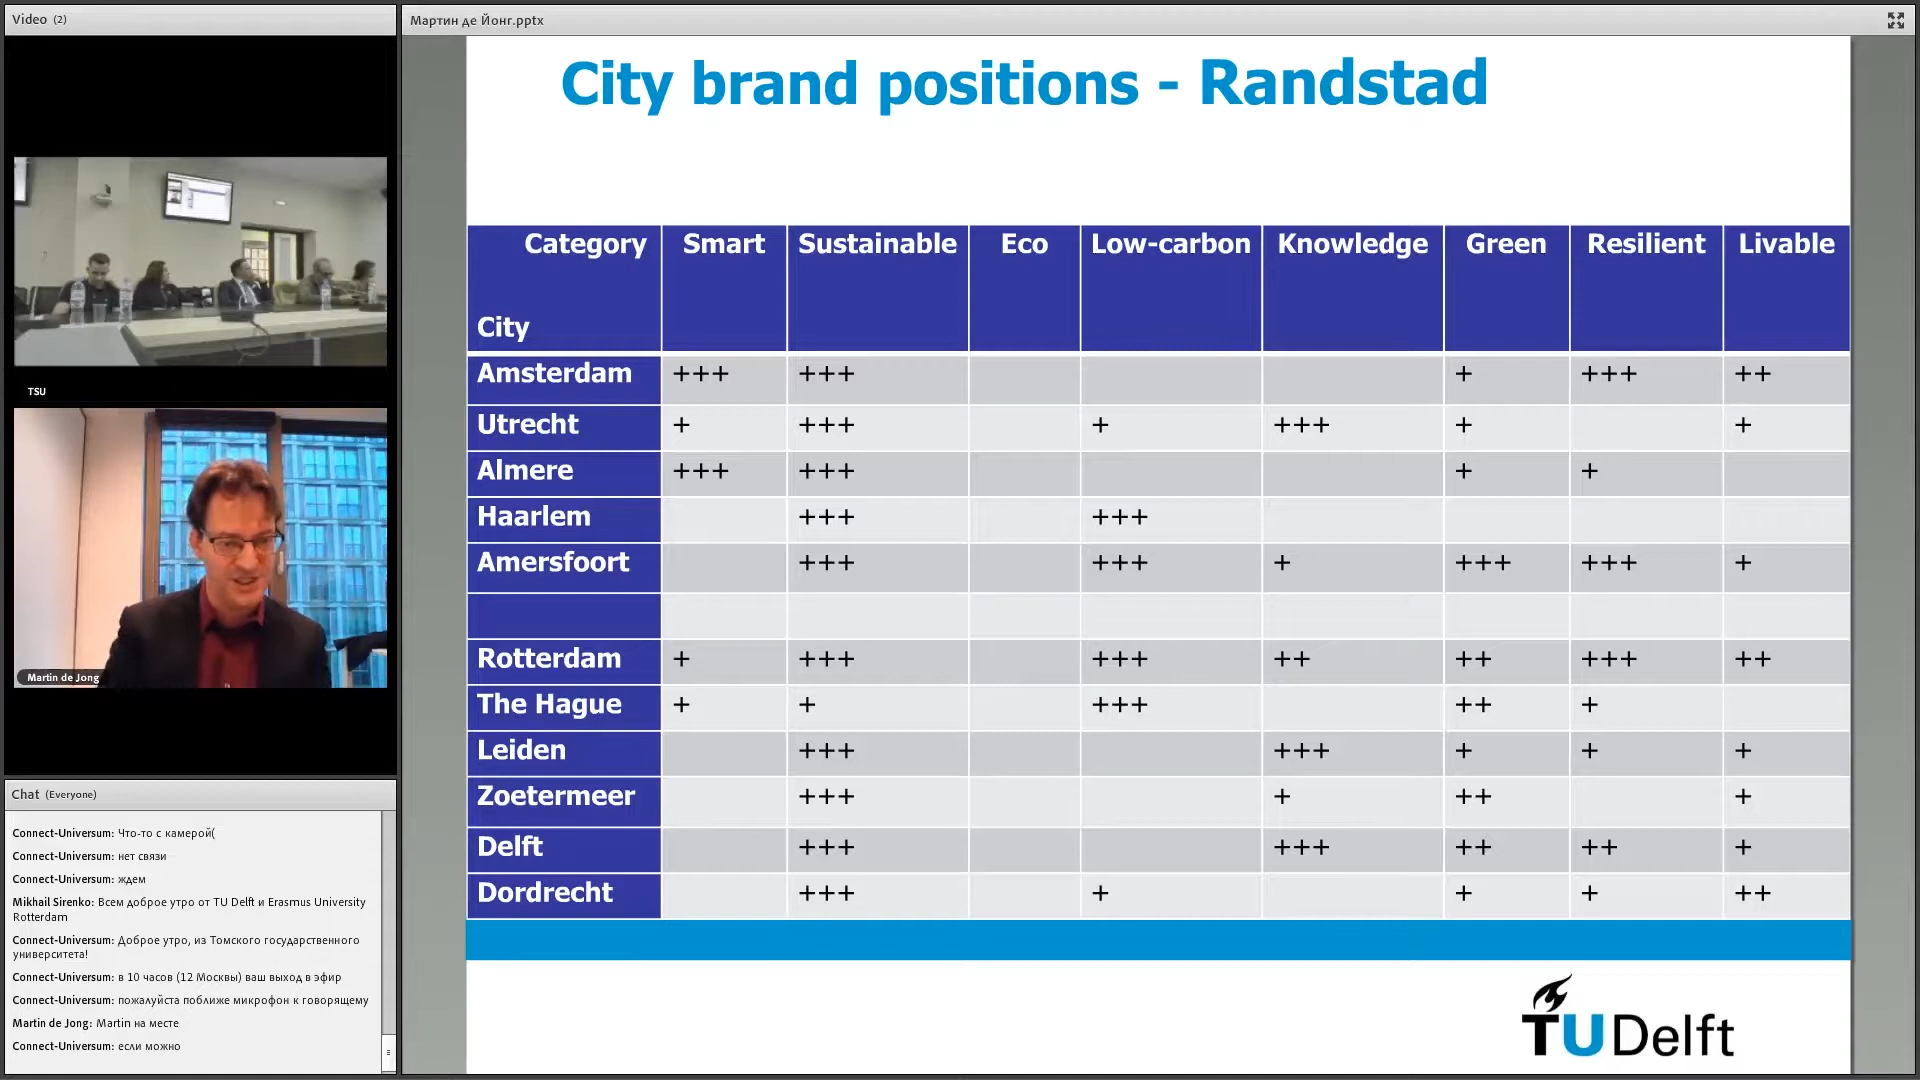 Video (2)
TSU
Martin de Jong
Chat (Everyone)
Connect-Universum: Что-то с камерой(
Connect-Universum: нет связи
Connect-Universum: ждем
Mikhail Sirenko: Всем доброе утро от TU Delft и Erasmus University
Rotterdam
Connect-Universum: Доброе утро, из Томского государственного
университета!
Connect-Universum: в 10 часов (12 Москвы) ваш выход в эфир
Connect-Universum: пожалуйста поближе микрофон к говорящему
Martin de Jong: Martin на месте
Connect-Universum: если можно
Мартин де Йонг.pptx
City brand positions - Randstad
Category Smart Sustainable Eco Low-carbon Knowledge Green Resilient Livable
City
Amsterdam +++ +++ + +++ ++
Utrecht + +++ + +++ + +
Almere +++ +++ + +
Haarlem +++ +++
Amersfoort +++ +++ + +++ +++ +
Rotterdam + +++ +++ ++ ++ +++ ++
The Hague + + +++ ++ +
Leiden +++ +++ + + +
Zoetermeer +++ + ++ +
Delft +++ +++ ++ ++ +
Dordrecht +++ + + + ++
TU Delft